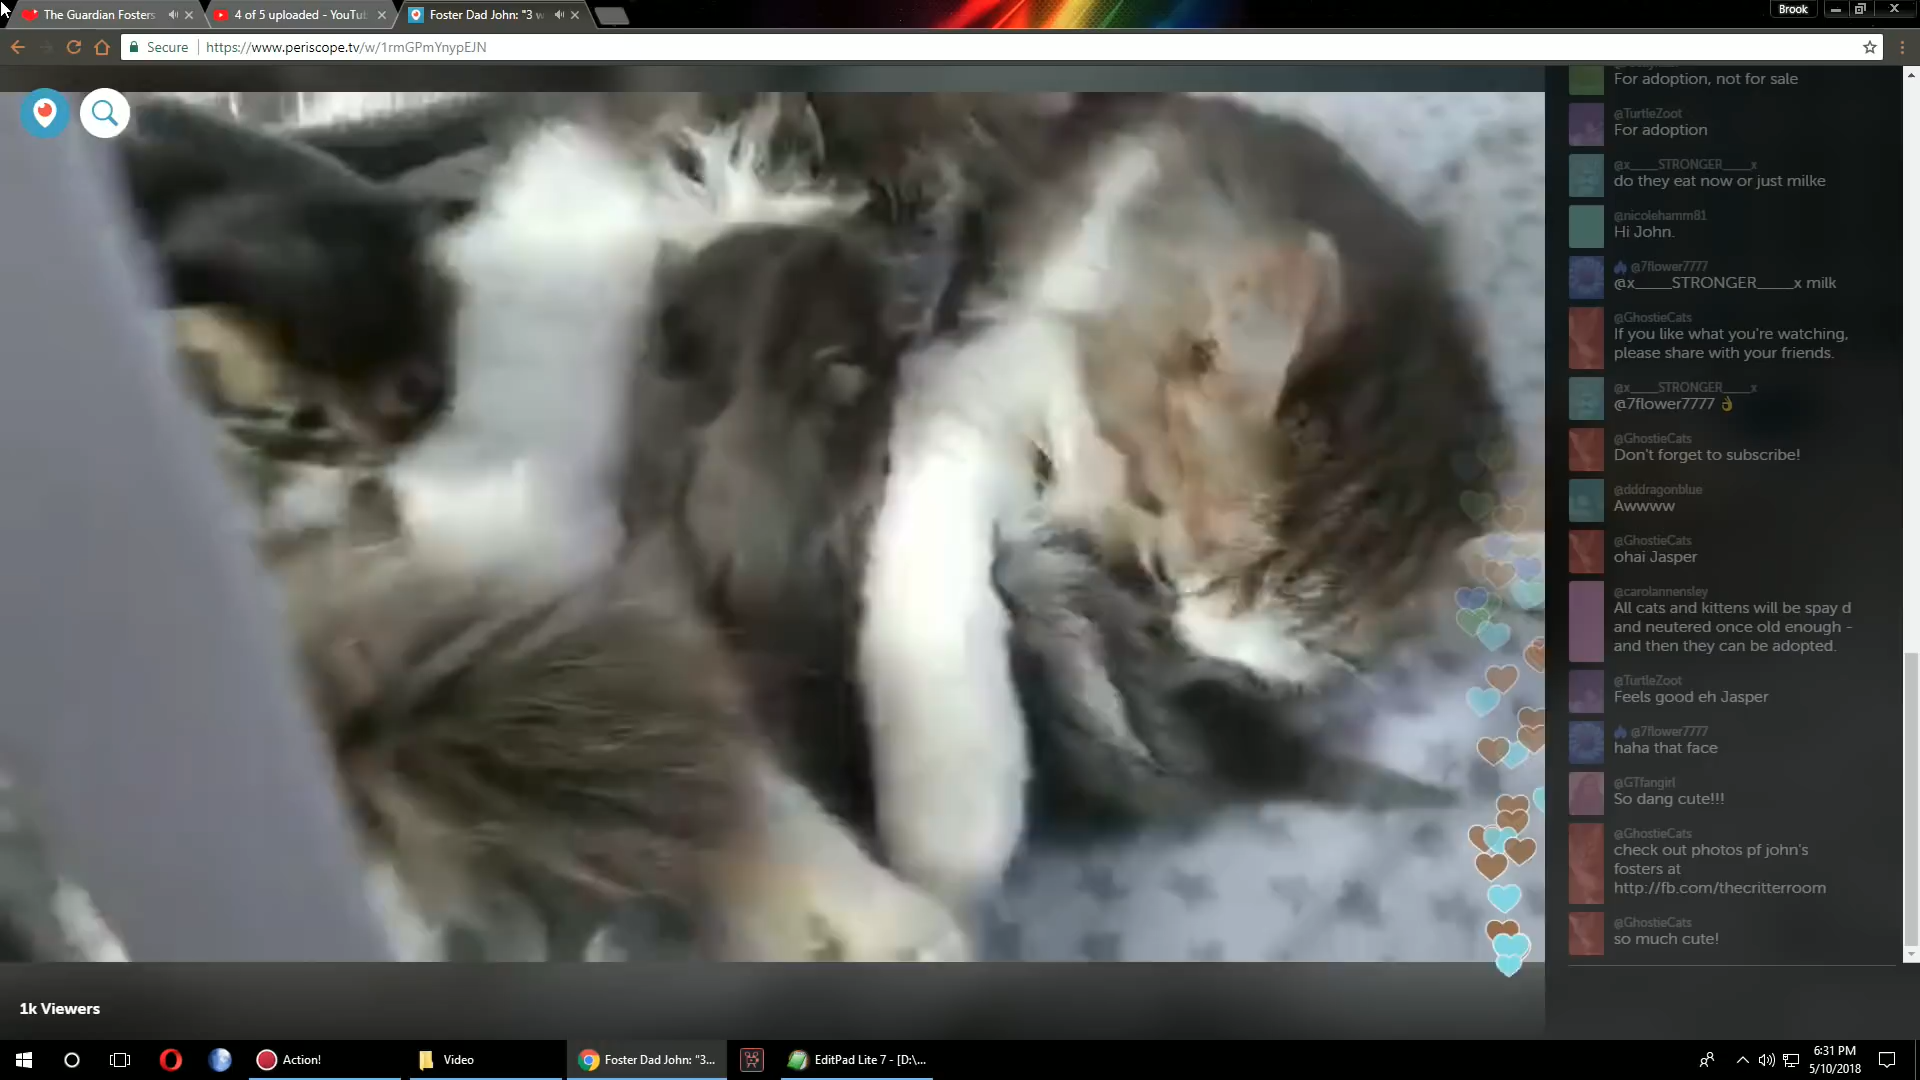 The Guardian Fosters
4 of 5 uploaded - YouTu
Foster Dad John: "3 w
Brook
Secure
https://www.periscope.tv/w/1rmGPmYnypEJN
For adoption, not for sale
@TurtleZoot
For adoption
@x____STRONGER____x
do they eat now or just milke
@nicolehamm81
Hi John.
@7flower7777
@x_____STRONGER_____x milk
@GhostieCats
If you like what you're watching,
please share with your friends.
@x____STRONGER____x
@7flower7777 👌
@GhostieCats
Don't forget to subscribe!
@dddragonblue
Awwww
@GhostieCats
ohai Jasper
@carolannensley
All cats and kittens will be spay d
and neutered once old enough -
and then they can be adopted.
@TurtleZoot
Feels good eh Jasper
@7flower7777
haha that face
@GTfangirl
So dang cute!!!
@GhostieCats
check out photos pf john's
fosters at
http://fb.com/thecritterroom
@GhostieCats
so much cute!
1k Viewers
Action!
Video
Foster Dad John: "3...
EditPad Lite 7 - [D:\...
6:31 PM
5/10/2018